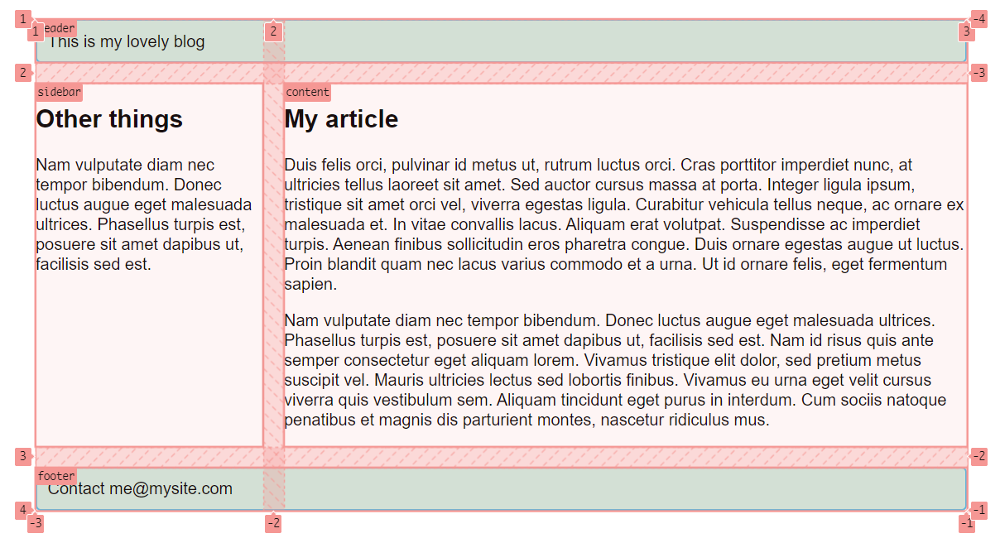 1
-4
eader
1
2
3
This is my lovely blog
2
-3
sidebar
content
Other things
My article
Nam vulputate diam nec
tempor bibendum. Donec
luctus augue eget malesuada
ultrices. Phasellus turpis est,
posuere sit amet dapibus ut,
facilisis sed est.
Duis felis orci, pulvinar id metus ut, rutrum luctus orci. Cras porttitor imperdiet nunc, at
ultricies tellus laoreet sit amet. Sed auctor cursus massa at porta. Integer ligula ipsum,
tristique sit amet orci vel, viverra egestas ligula. Curabitur vehicula tellus neque, ac ornare ex
malesuada et. In vitae convallis lacus. Aliquam erat volutpat. Suspendisse ac imperdiet
turpis. Aenean finibus sollicitudin eros pharetra congue. Duis ornare egestas augue ut luctus.
Proin blandit quam nec lacus varius commodo et a urna. Ut id ornare felis, eget fermentum
sapien.
Nam vulputate diam nec tempor bibendum. Donec luctus augue eget malesuada ultrices.
Phasellus turpis est, posuere sit amet dapibus ut, facilisis sed est. Nam id risus quis ante
semper consectetur eget aliquam lorem. Vivamus tristique elit dolor, sed pretium metus
suscipit vel. Mauris ultricies lectus sed lobortis finibus. Vivamus eu urna eget velit cursus
viverra quis vestibulum sem. Aliquam tincidunt eget purus in interdum. Cum sociis natoque
penatibus et magnis dis parturient montes, nascetur ridiculus mus.
3
-2
footer
Contact me@mysite.com
4
-1
-3
-2
-1